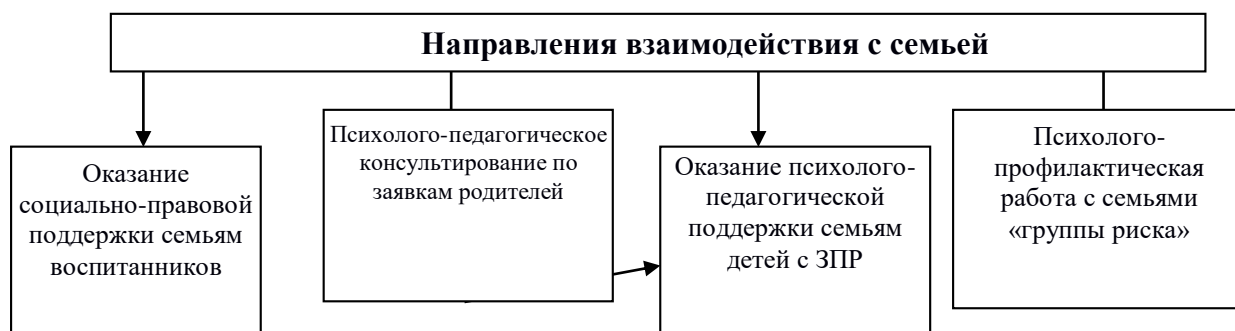 Направления взаимодействия с семьей
Оказание
социально-правовой
поддержки семьям
воспитанников
Психолого-педагогическое
консультирование по
заявкам родителей
Оказание психолого-
педагогической
поддержки семьям
детей с ЗПР
Психолого-
профилактическая
работа с семьями
«группы риска»